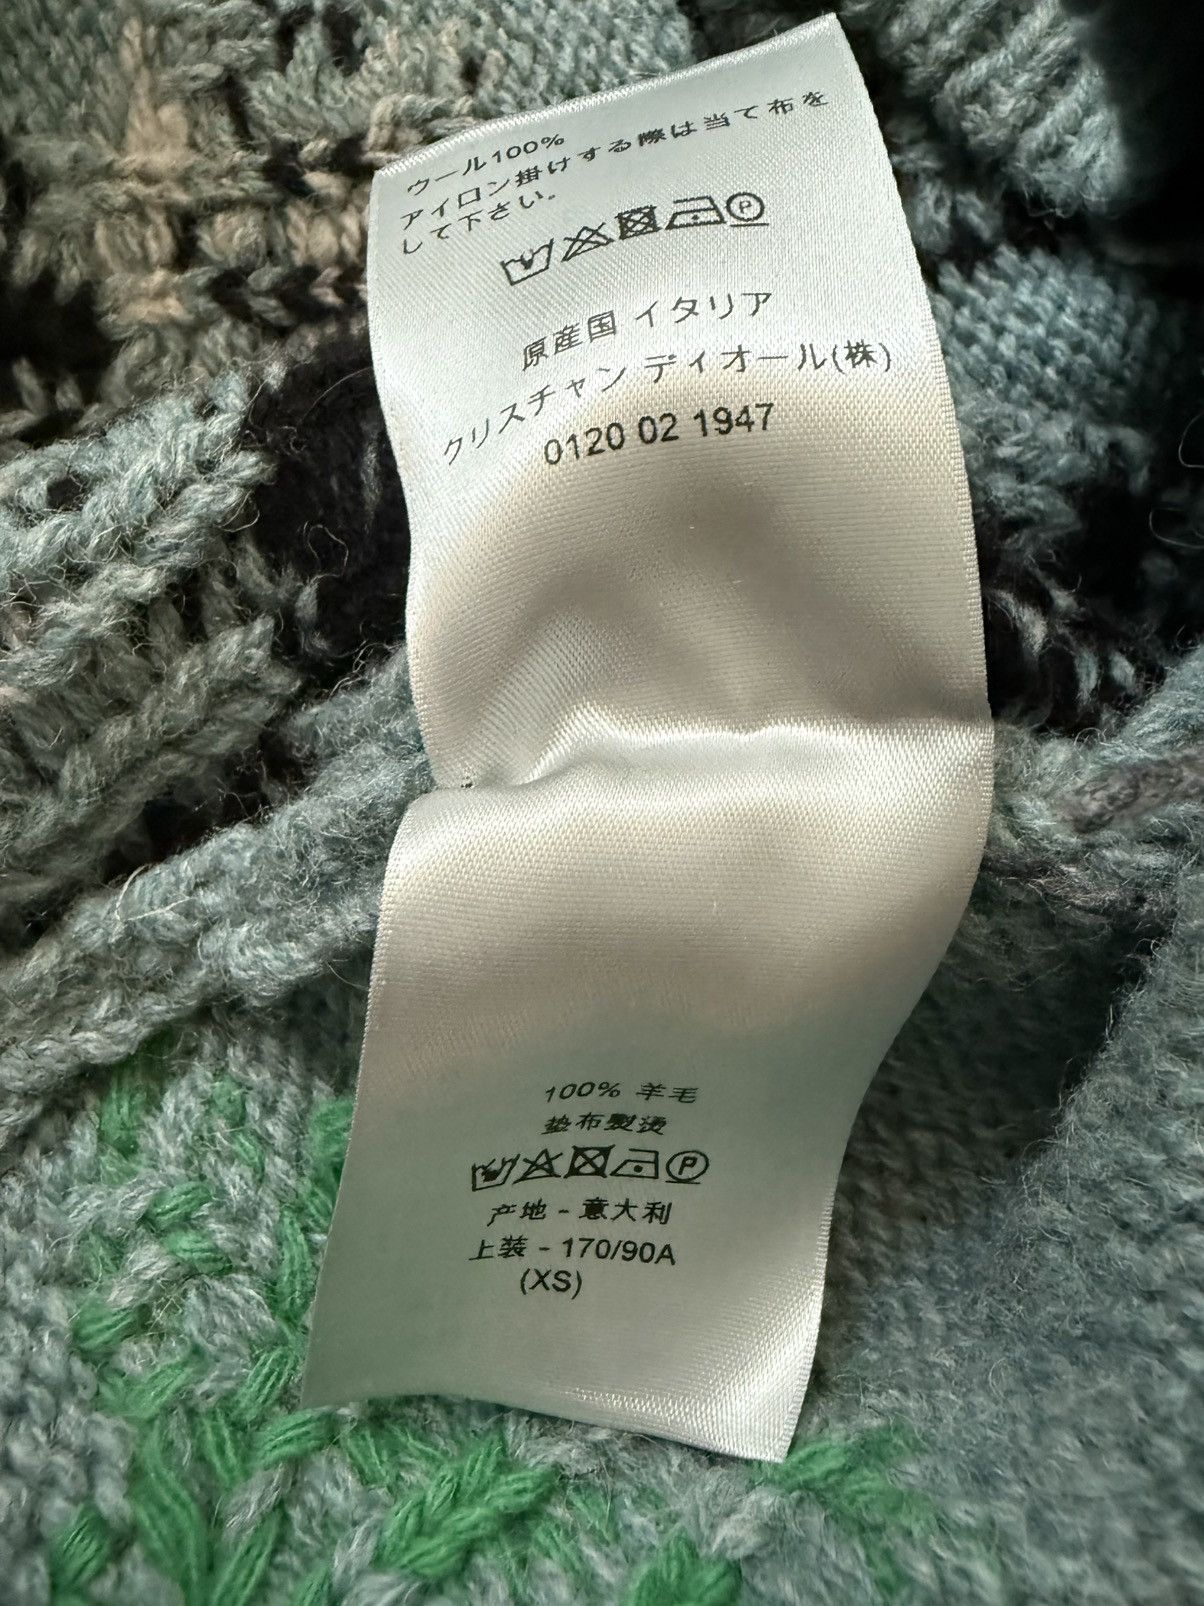 ウール100%
アイロン掛けする際は当て布を
して下さい.
P
原産国 イタリア
クリスチャン ディオール(株)
0120 02 1947
100% 羊毛
垫布熨烫
P
产地 - 意大利
上装 - 170/90A
(XS)